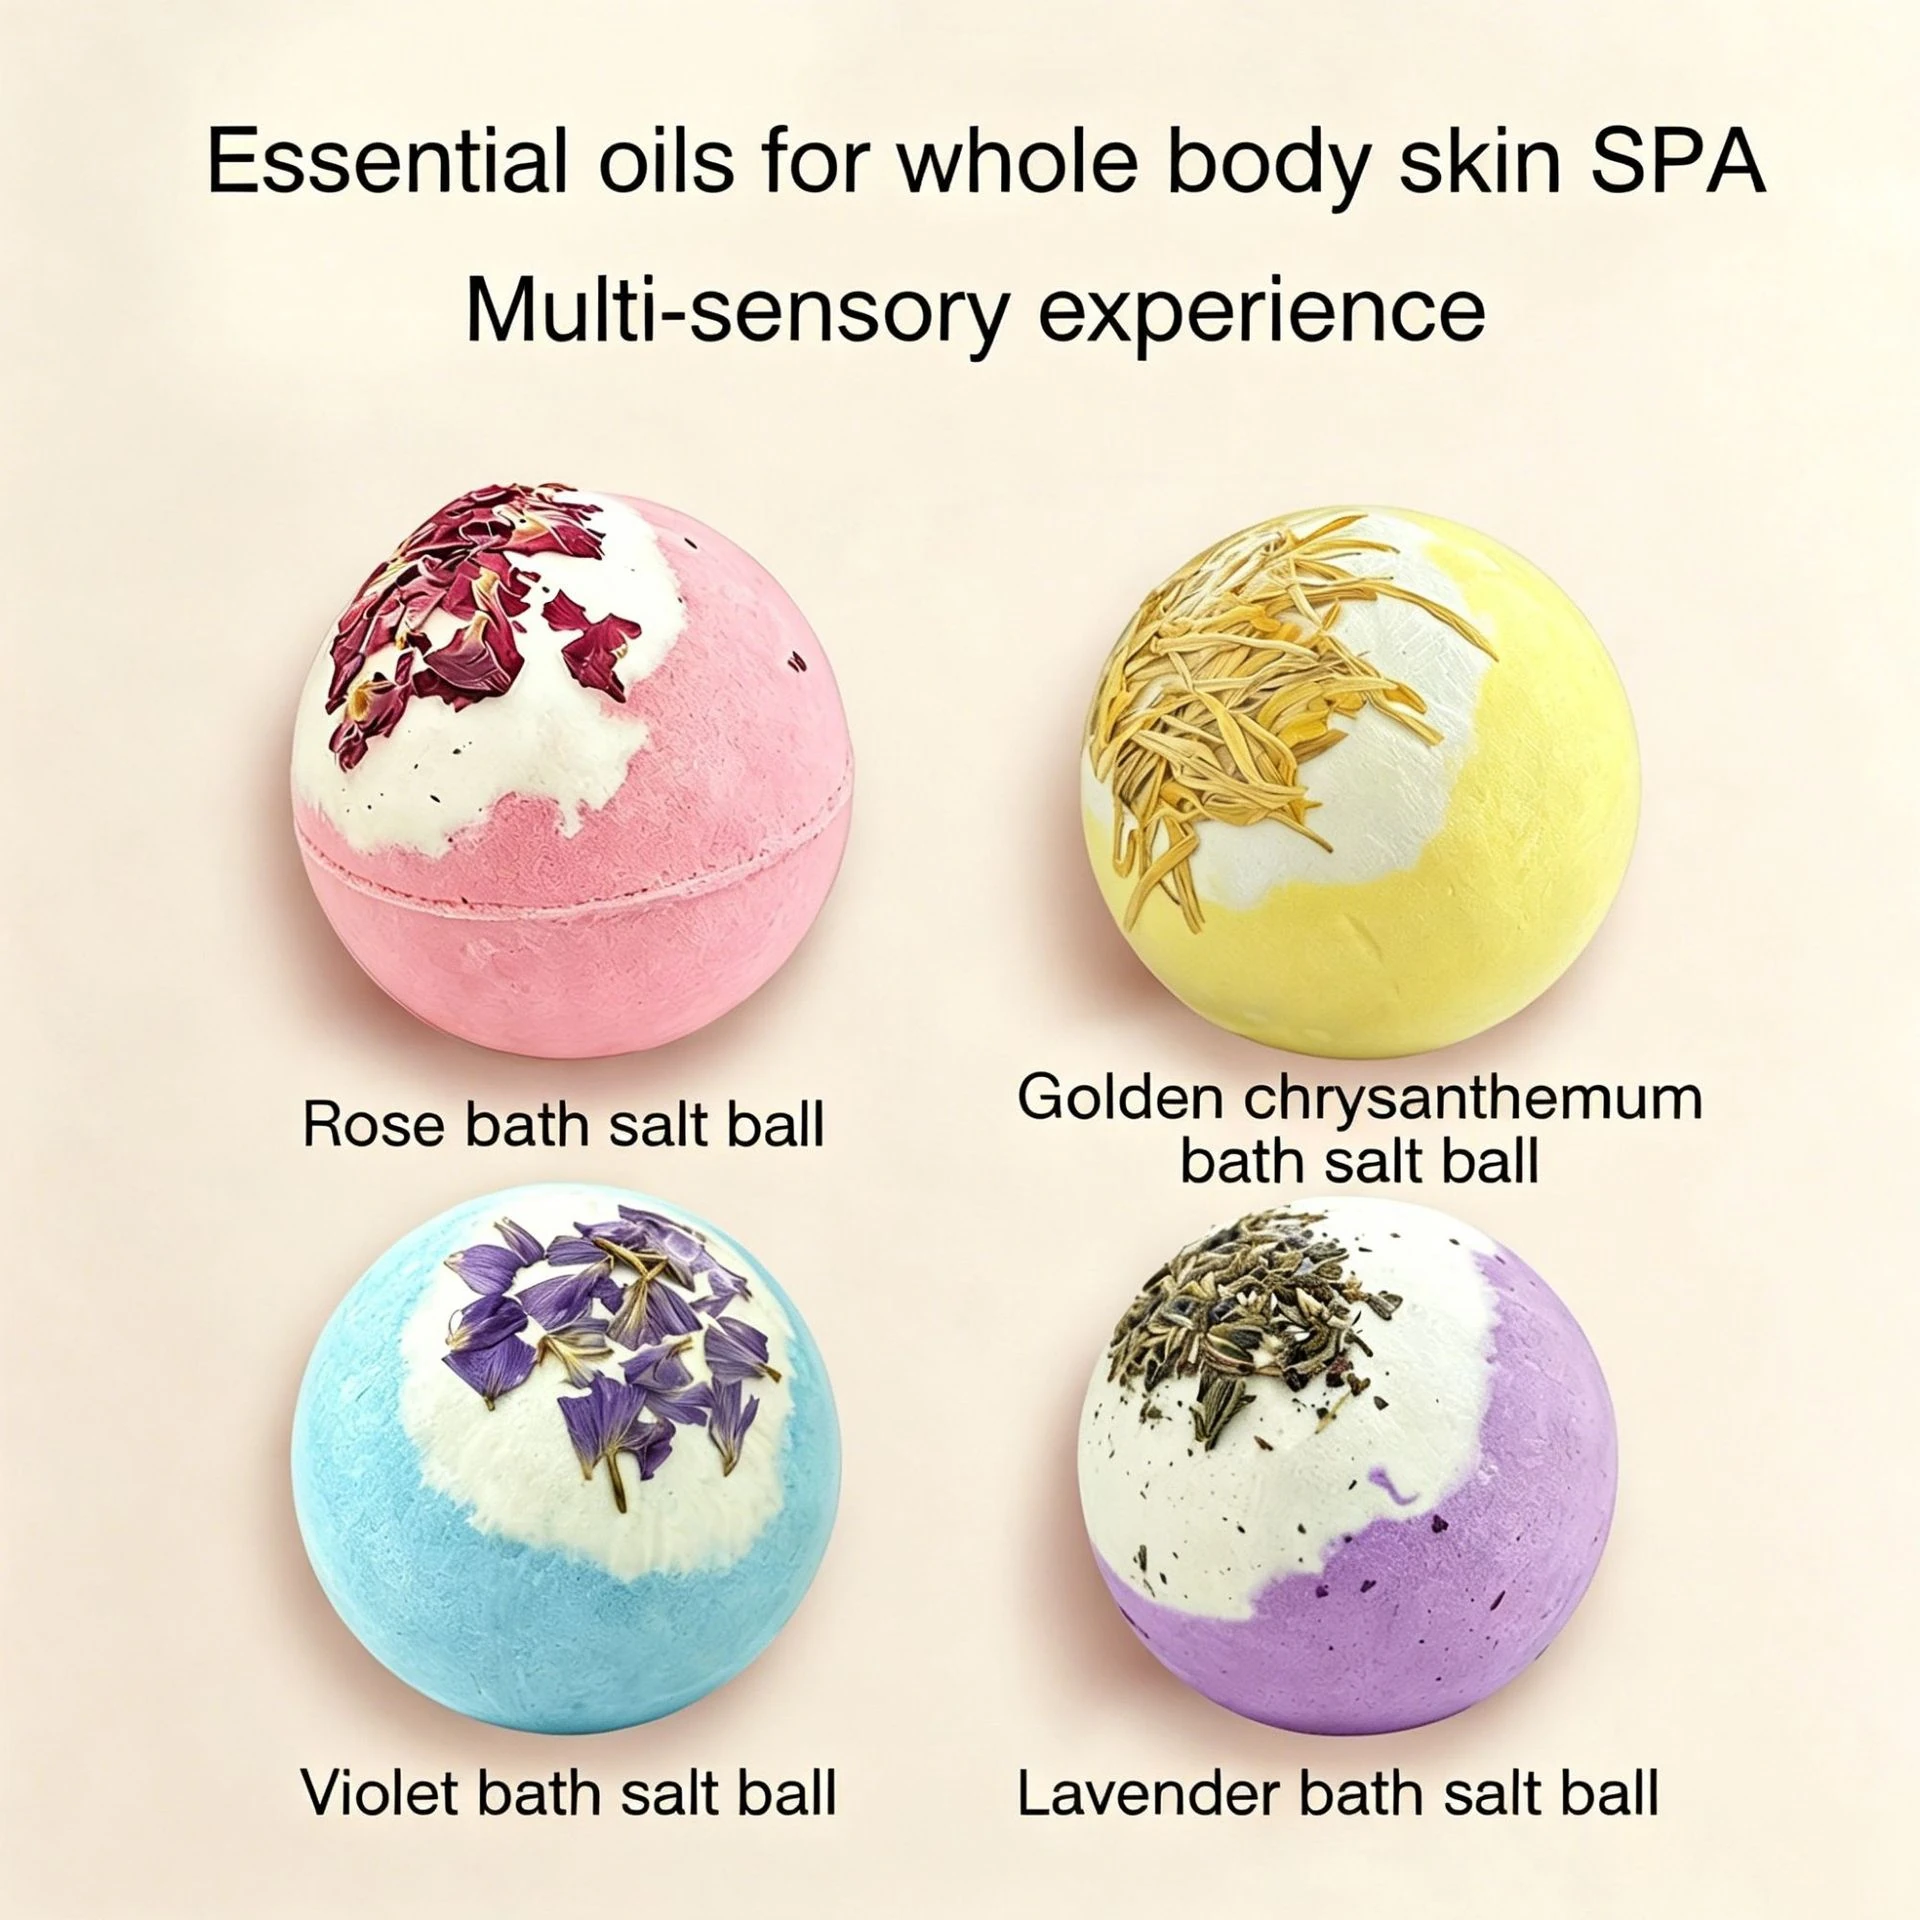 Essential oils for whole body skin SPA
Multi-sensory experience
Rose bath salt ball
Golden chrysanthemum
bath salt ball
Violet bath salt ball
Lavender bath salt ball